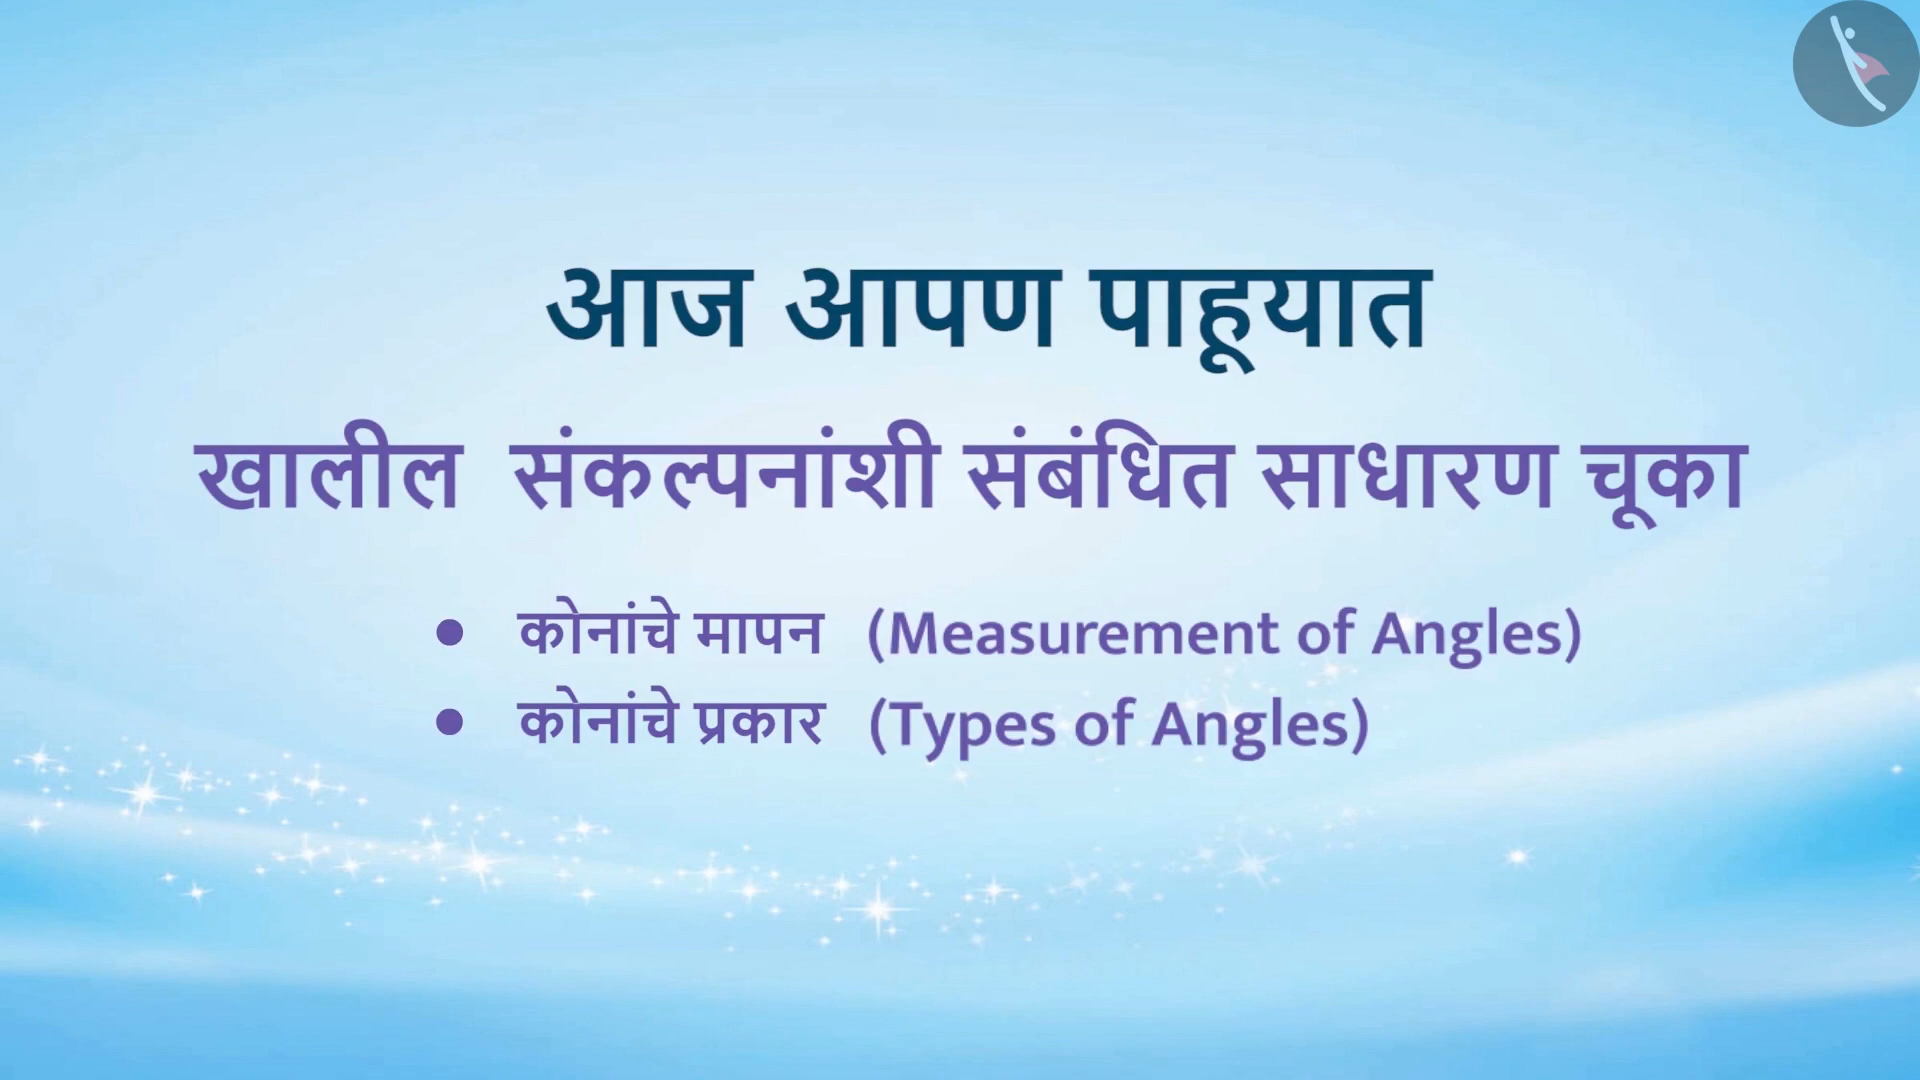 आज आपण पाहूयात
खालील संकल्पनांशी संबंधित साधारण चूका
● कोनांचे मापन (Measurement of Angles)
● कोनांचे प्रकार (Types of Angles)